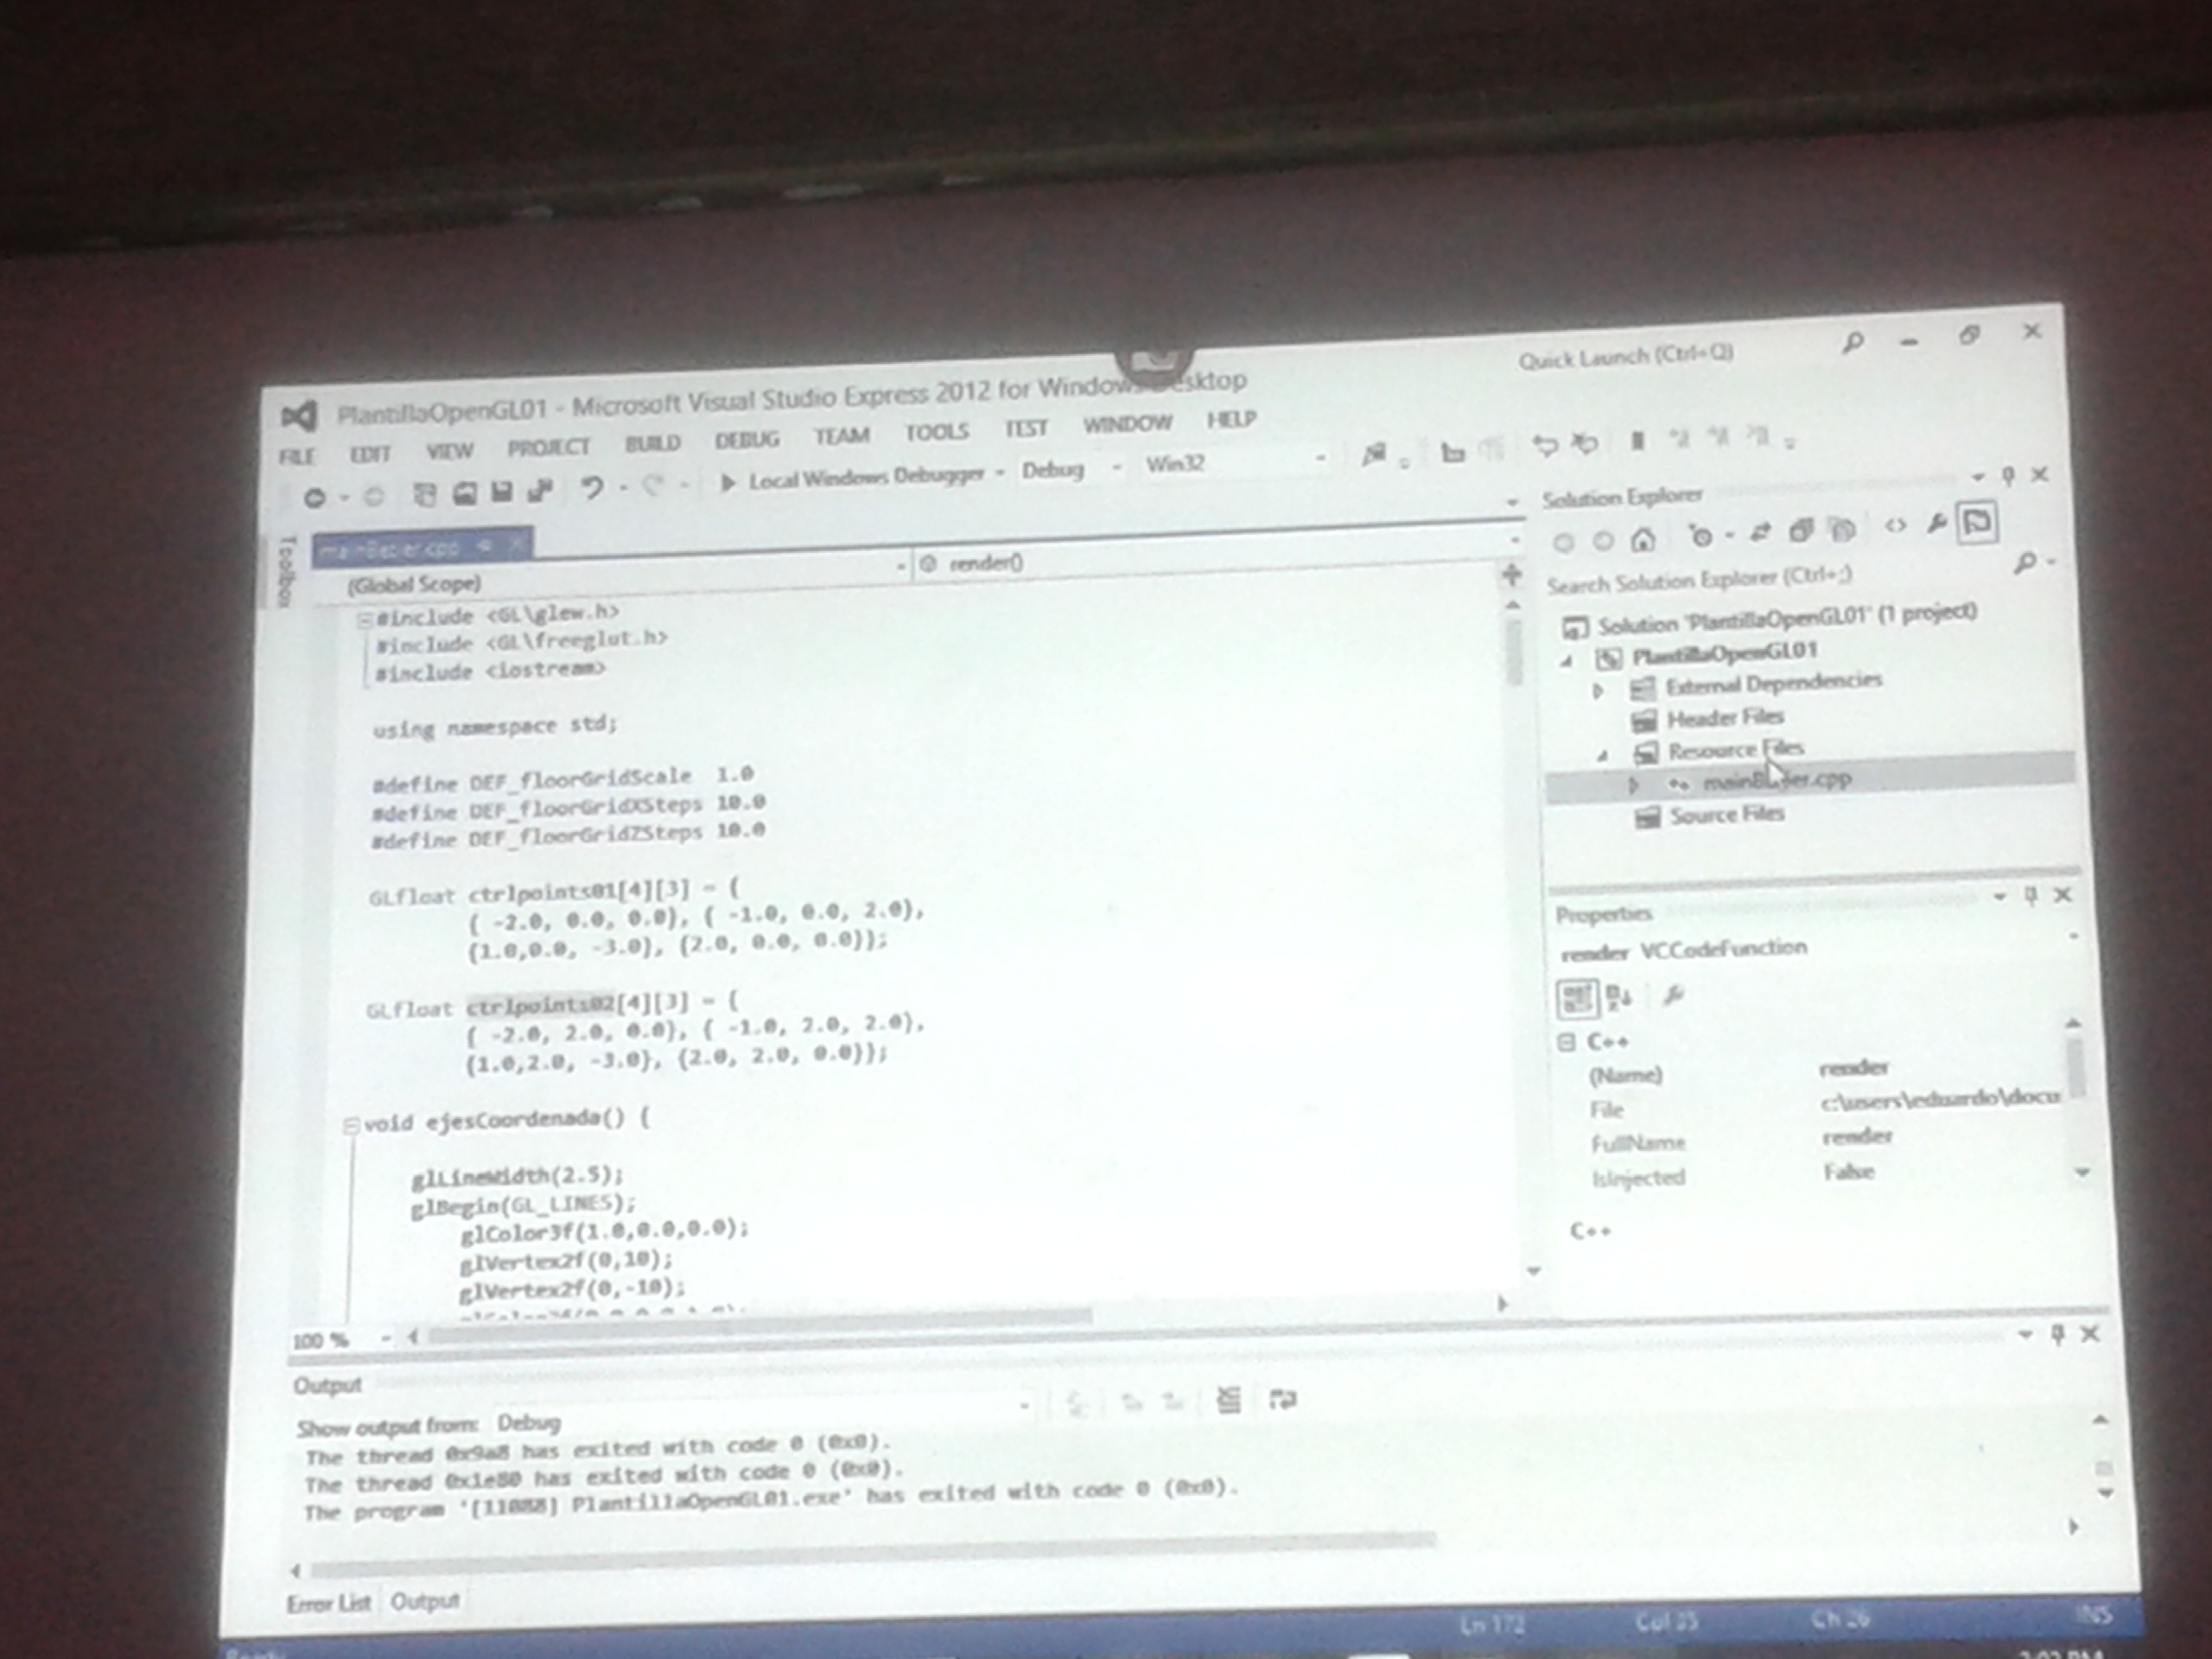 PlantillaOpenGL01 - Microsoft Visual Studio Express 2012 for Windows Desktop
Quick Launch (Ctrl+Q)
FILE EDIT VIEW PROJECT BUILD DEBUG TEAM TOOLS TEST WINDOW HELP
Local Windows Debugger Debug Win32
Toolbox
mainBezier.cpp
(Global Scope) render()
#include <GL\glew.h>
#include <GL\freeglut.h>
#include <iostream>
using namespace std;
#define DEF_floorGridScale 1.0
#define DEF_floorGridXSteps 10.0
#define DEF_floorGridZSteps 10.0
GLfloat ctrlpoints01[4][3] = {
{ -2.0, 0.0, 0.0}, { -1.0, 0.0, 2.0},
{1.0,0.0, -3.0}, {2.0, 0.0, 0.0}};
GLfloat ctrlpoints02[4][3] = {
{ -2.0, 2.0, 0.0}, { -1.0, 2.0, 2.0},
{1.0,2.0, -3.0}, {2.0, 2.0, 0.0}};
void ejesCoordenada() {
glLineWidth(2.5);
glBegin(GL_LINES);
glColor3f(1.0,0.0,0.0);
glVertex2f(0,10);
glVertex2f(0,-10);
100 %
Solution Explorer
Search Solution Explorer (Ctrl+;)
Solution 'PlantillaOpenGL01' (1 project)
PlantillaOpenGL01
External Dependencies
Header Files
Resource Files
mainBezier.cpp
Source Files
Properties
render VCCodeFunction
C++
(Name) render
File c:\users\eduardo\docu
FullName render
IsInjected False
C++
Output
Show output from: Debug
The thread 0x9a8 has exited with code 0 (0x0).
The thread 0x1e80 has exited with code 0 (0x0).
The program '[11088] PlantillaOpenGL01.exe' has exited with code 0 (0x0).
Error List Output
Ln 172 Col 35 Ch 26 INS